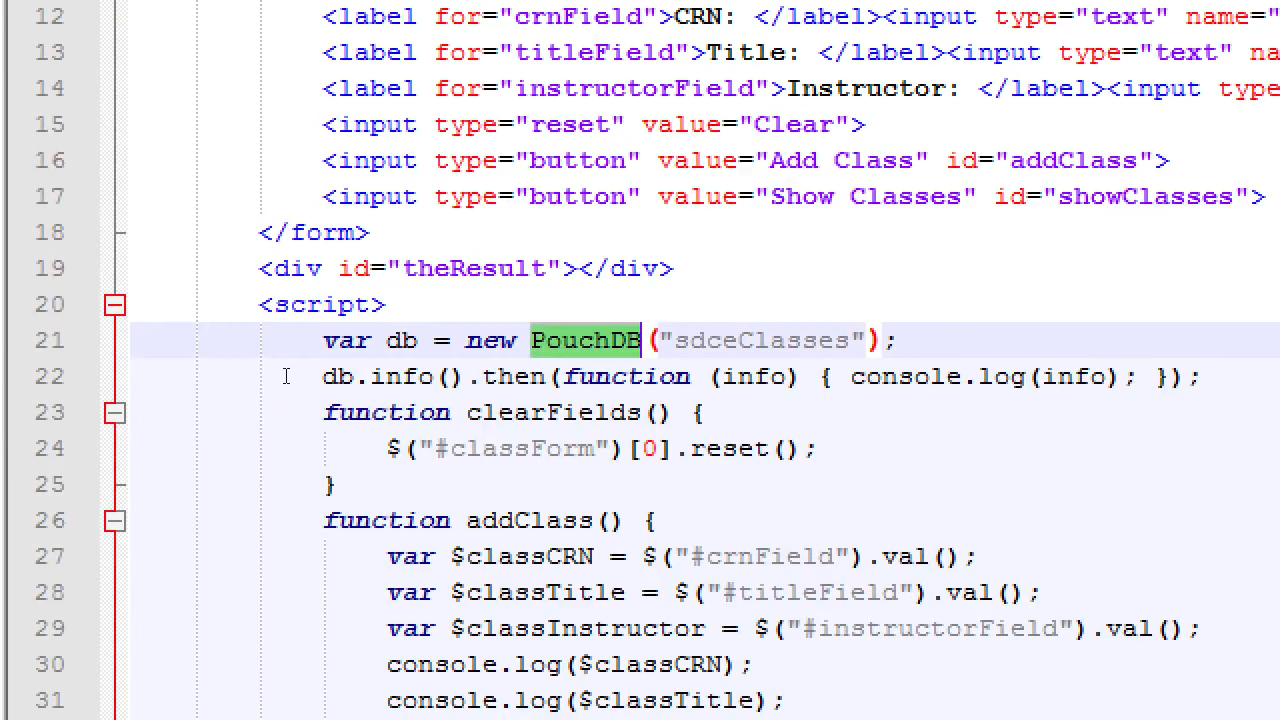 12 <label for="crnField">CRN: </label><input type="text" name="
13 <label for="titleField">Title: </label><input type="text" na
14 <label for="instructorField">Instructor: </label><input type
15 <input type="reset" value="Clear">
16 <input type="button" value="Add Class" id="addClass">
17 <input type="button" value="Show Classes" id="showClasses">
18 </form>
19 <div id="theResult"></div>
20 <script>
21 var db = new PouchDB("sdceClasses");
22 db.info().then(function (info) { console.log(info); });
23 function clearFields() {
24 $("#classForm")[0].reset();
25 }
26 function addClass() {
27 var $classCRN = $("#crnField").val();
28 var $classTitle = $("#titleField").val();
29 var $classInstructor = $("#instructorField").val();
30 console.log($classCRN);
31 console.log($classTitle);